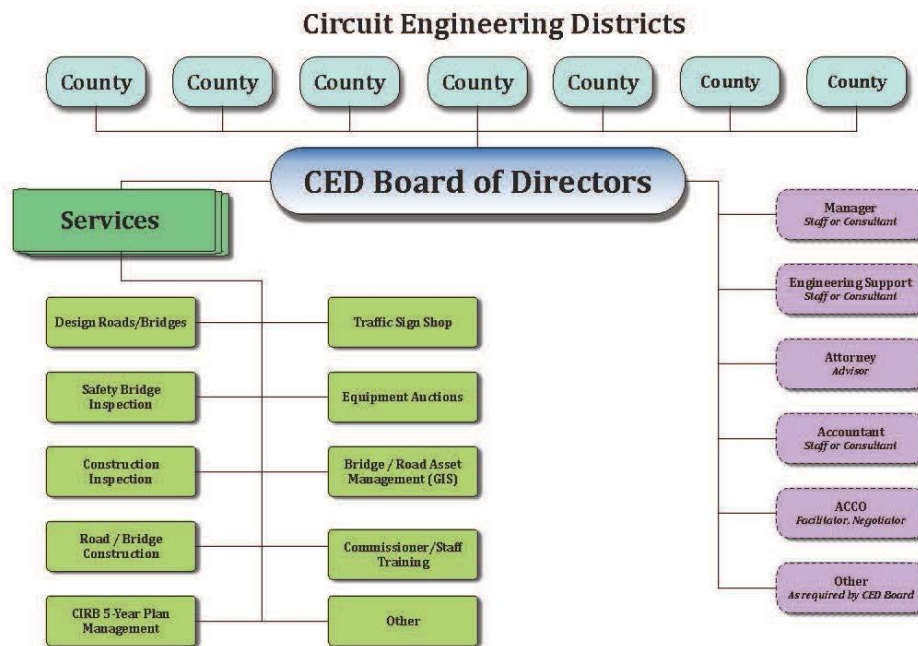 Circuit Engineering Districts
County
County
County
County
County
County
County
CED Board of Directors
Services
Design Roads/Bridges
Traffic Sign Shop
Safety Bridge
Inspection
Equipment Auctions
Construction
Inspection
Bridge / Road Asset
Management (GIS)
Road / Bridge
Construction
Commissioner/Staff
Training
CIRB 5-Year Plan
Management
Other
Manager
Staff or Consultant
Engineering Support
Staff or Consultant
Attorney
Advisor
Accountant
Staff or Consultant
ACCO
Facilitator, Negotiator
Other
As required by CED Board